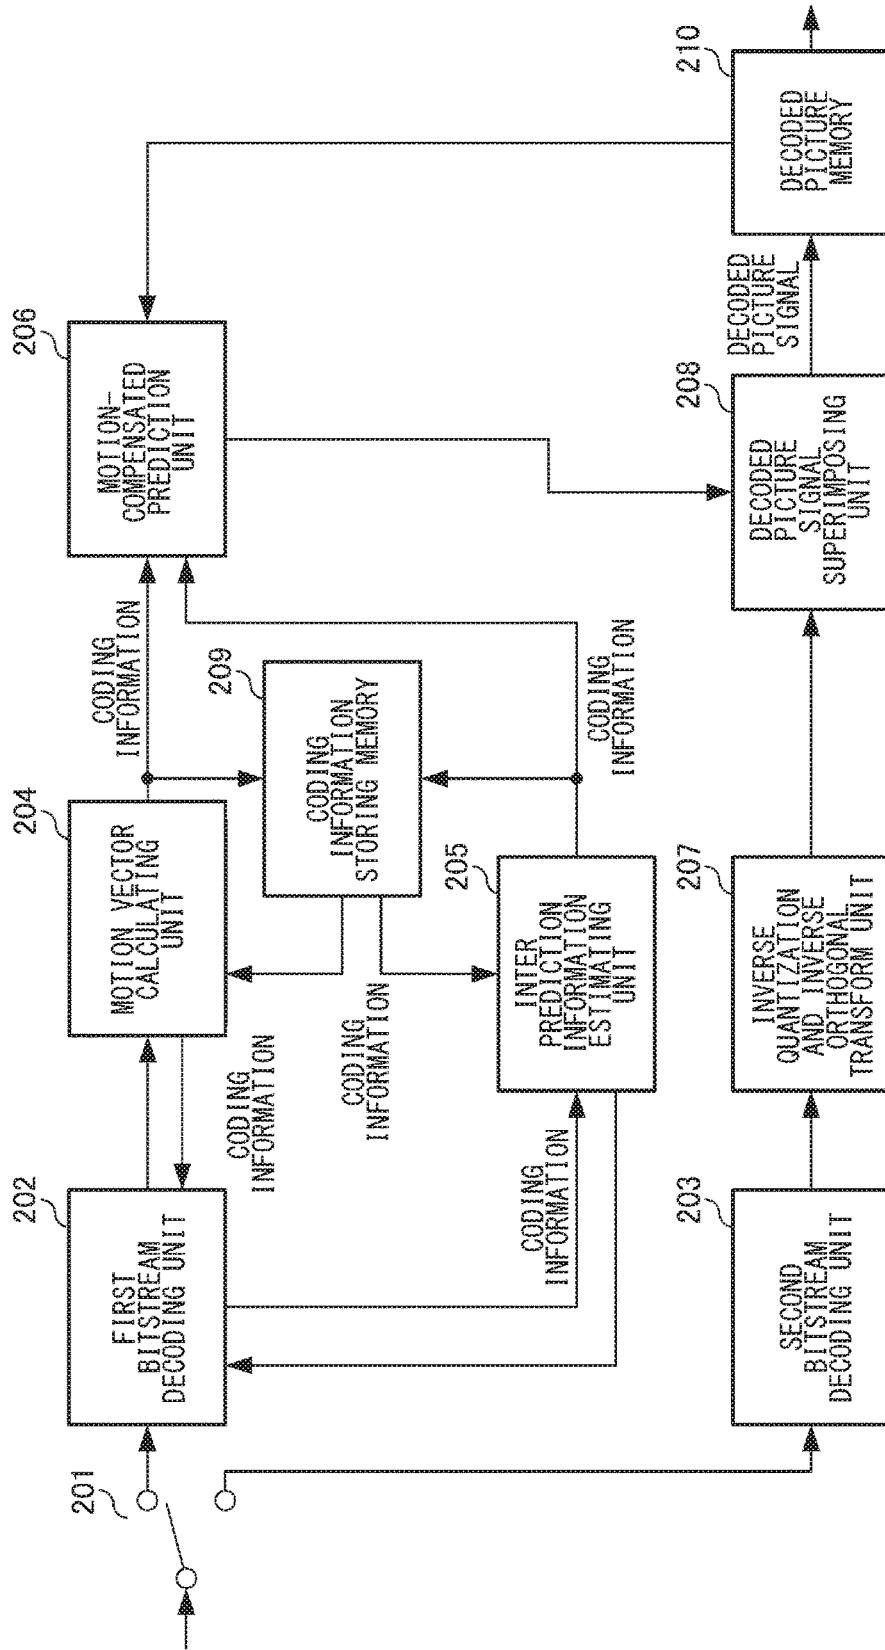 201
202
FIRST
BITSTREAM
DECODING UNIT
204
MOTION VECTOR
CALCULATING
UNIT
CODING
INFORMATION
206
MOTION-
COMPENSATED
PREDICTION
UNIT
CODING
INFORMATION
209
CODING
INFORMATION
STORING MEMORY
CODING
INFORMATION
CODING
INFORMATION
205
INTER
PREDICTION
INFORMATION
ESTIMATING
UNIT
CODING
INFORMATION
203
SECOND
BITSTREAM
DECODING UNIT
207
INVERSE
QUANTIZATION
AND INVERSE
ORTHOGONAL
TRANSFORM UNIT
208
DECODED
PICTURE
SIGNAL
SUPERIMPOSING
UNIT
DECODED
PICTURE
SIGNAL
210
DECODED
PICTURE
MEMORY